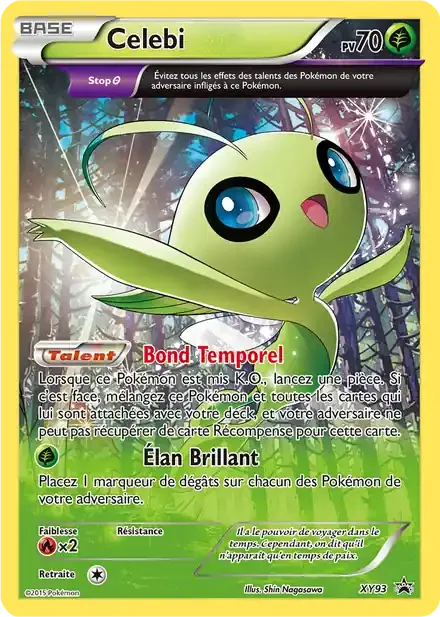 BASE
Celebi
PV70
Stop Ω
Évitez tous les effets des talents des Pokémon de votre
adversaire infligés à ce Pokémon.
Talent Bond Temporel
Lorsque ce Pokémon est mis K.O., lancez une pièce. Si
c'est face, mélangez ce Pokémon et toutes les cartes qui
lui sont attachées avec votre deck, et votre adversaire ne
peut pas récupérer de carte Récompense pour cette carte.
Élan Brillant
Placez 1 marqueur de dégâts sur chacun des Pokémon de
votre adversaire.
Faiblesse Résistance
×2
Retraite
Il a le pouvoir de voyager dans le
temps. Cependant, on dit qu'il
n'apparaît qu'en temps de paix.
©2015 Pokémon
Illus. Shin Nagasawa
XY93
PROMO